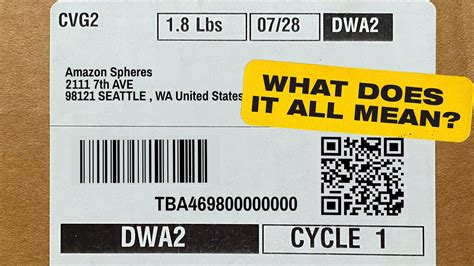 CVG2
1.8 Lbs
07/28
DWA2
Amazon Spheres
2111 7th AVE
98121 SEATTLE , WA United States
WHAT DOES
IT ALL MEAN?
TBA469800000000
DWA2
CYCLE 1